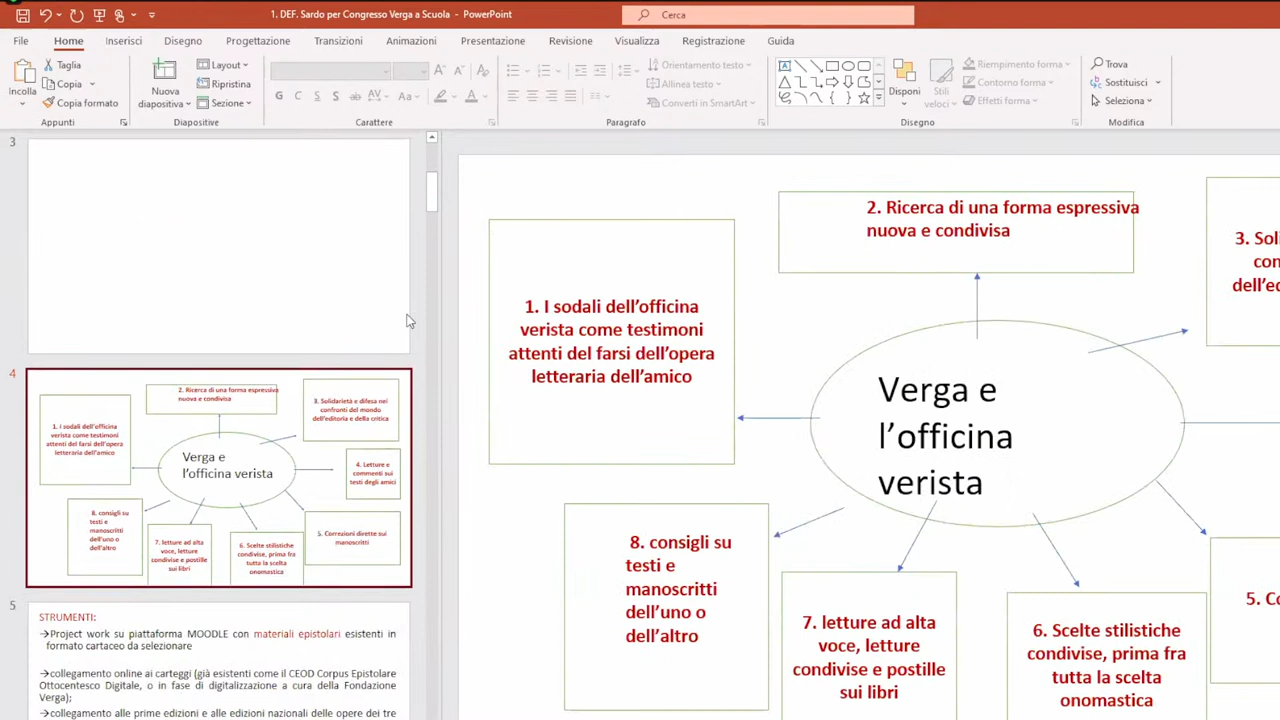 1. DEF. Sardo per Congresso Verga a Scuola - PowerPoint
Cerca
File Home Inserisci Disegno Progettazione Transizioni Animazioni Presentazione Revisione Visualizza Registrazione Guida
Incolla
Taglia
Copia
Copia formato
Appunti
Nuova
diapositiva
Layout
Ripristina
Sezione
Diapositive
G C S S ab AV Aa A
Carattere
Orientamento testo
Allinea testo
Converti in SmartArt
Paragrafo
Disponi
Stili
veloci
Riempimento forma
Contorno forma
Effetti forma
Disegno
Trova
Sostituisci
Seleziona
Modifica
3
4
1. I sodali dell’officina
verista come testimoni
attenti del farsi dell’opera
letteraria dell’amico
2. Ricerca di una forma espressiva
nuova e condivisa
3. Solidarietà e difesa nei
confronti del mondo
dell’editoria e della critica
Verga e
l’officina verista
4. Letture e
commenti sui
testi degli amici
5. Correzioni dirette sui
manoscritti
6. Scelte stilistiche
condivise, prima fra
tutta la scelta
onomastica
7. letture ad alta
voce, letture
condivise e postille
sui libri
8. consigli su
testi e
manoscritti
dell’uno o
dell’altro
5
STRUMENTI:
→Project work su piattaforma MOODLE con materiali epistolari esistenti in
formato cartaceo da selezionare
→collegamento online ai carteggi (già esistenti come il CEOD Corpus Epistolare
Ottocentesco Digitale, o in fase di digitalizzazione a cura della Fondazione
Verga);
→collegamento alle prime edizioni e alle edizioni nazionali delle opere dei tre
1. I sodali dell’officina
verista come testimoni
attenti del farsi dell’opera
letteraria dell’amico
2. Ricerca di una forma espressiva
nuova e condivisa
3. Soli
con
dell’ed
Verga e
l’officina
verista
8. consigli su
testi e
manoscritti
dell’uno o
dell’altro
7. letture ad alta
voce, letture
condivise e postille
sui libri
6. Scelte stilistiche
condivise, prima fra
tutta la scelta
onomastica
5. Co